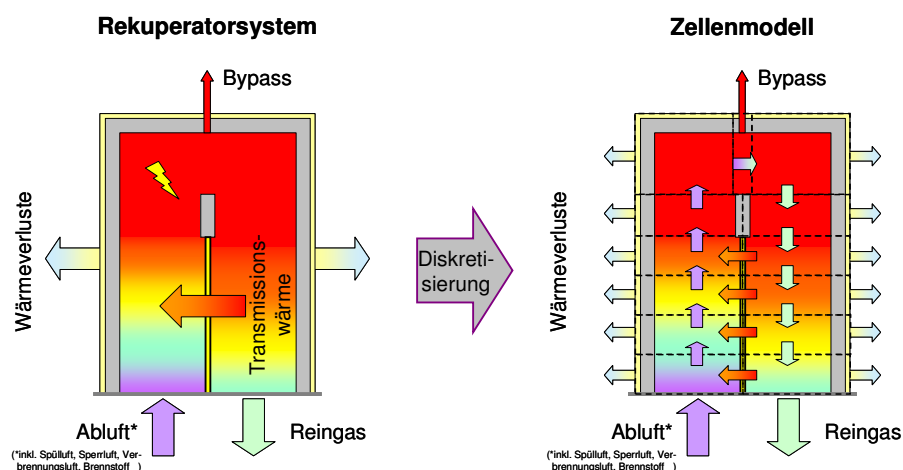 Rekuperatorsystem
Bypass
Wärmeverluste
Transmissions-
wärme
Abluft*
(*inkl. Spülluft, Sperrluft, Ver-
brennungsluft, Brennstoff )
Reingas
Diskreti-
sierung
Zellenmodell
Bypass
Wärmeverluste
Abluft*
(*inkl. Spülluft, Sperrluft, Ver-
brennungsluft, Brennstoff )
Reingas